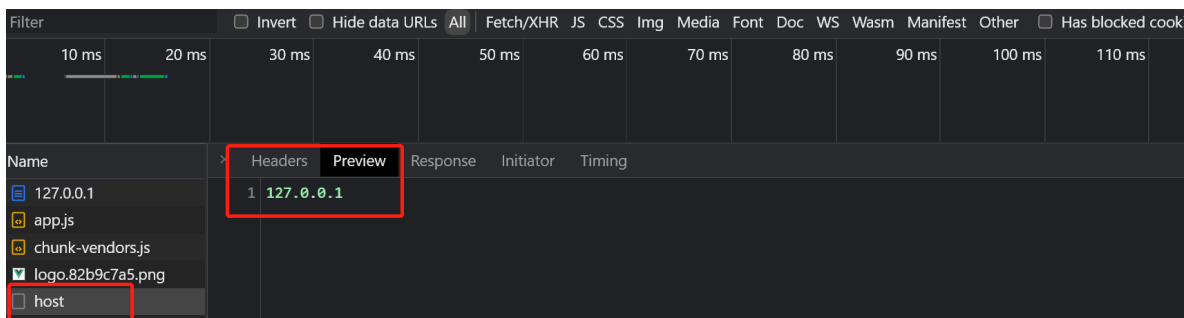 Filter Invert Hide data URLs All Fetch/XHR JS CSS Img Media Font Doc WS Wasm Manifest Other Has blocked cook
10 ms 20 ms 30 ms 40 ms 50 ms 60 ms 70 ms 80 ms 90 ms 100 ms 110 ms
Name × Headers Preview Response Initiator Timing
127.0.0.1
1 127.0.0.1
app.js
chunk-vendors.js
logo.82b9c7a5.png
host